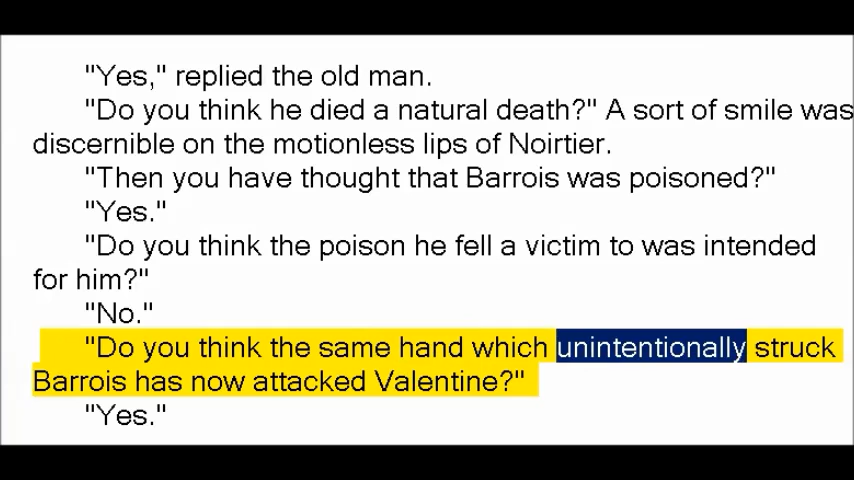 "Yes," replied the old man.
"Do you think he died a natural death?" A sort of smile was
discernible on the motionless lips of Noirtier.
"Then you have thought that Barrois was poisoned?"
"Yes."
"Do you think the poison he fell a victim to was intended
for him?"
"No."
"Do you think the same hand which unintentionally struck
Barrois has now attacked Valentine?"
"Yes."